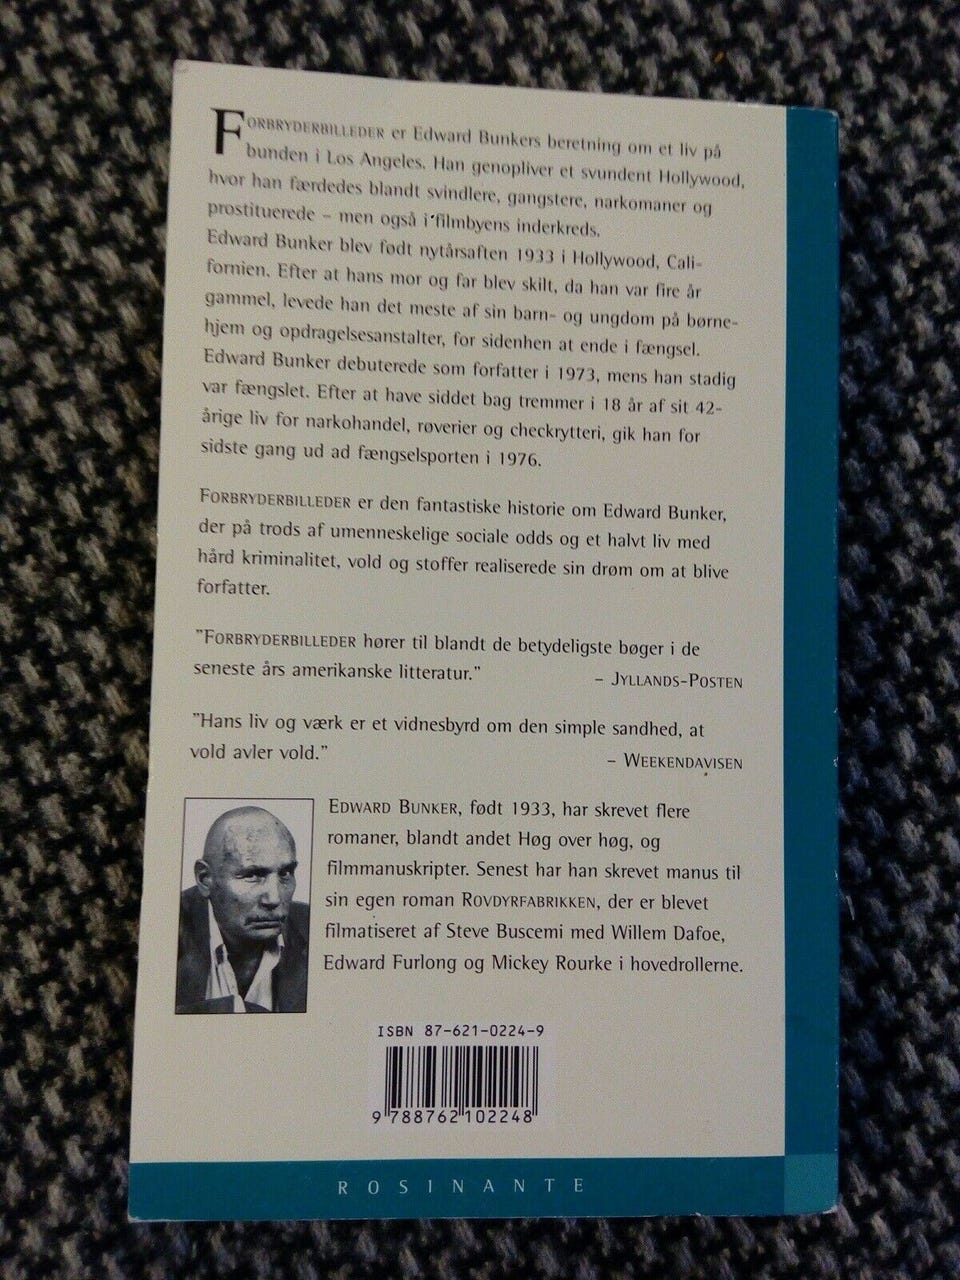 FORBRYDERBILLEDER er Edward Bunkers beretning om et liv på
bunden i Los Angeles. Han genopliver et svundent Hollywood,
hvor han færdedes blandt svindlere, gangstere, narkomaner og
prostituerede – men også i filmbyens inderkreds.
Edward Bunker blev født nytårsaften 1933 i Hollywood, Cali-
fornien. Efter at hans mor og far blev skilt, da han var fire år
gammel, levede han det meste af sin barn- og ungdom på børne-
hjem og opdragelsesanstalter, for sidenhen at ende i fængsel.
Edward Bunker debuterede som forfatter i 1973, mens han stadig
var fængslet. Efter at have siddet bag tremmer i 18 år af sit 42-
årige liv for narkohandel, røverier og checkrytteri, gik han for
sidste gang ud ad fængselsporten i 1976.
FORBRYDERBILLEDER er den fantastiske historie om Edward Bunker,
der på trods af umenneskelige sociale odds og et halvt liv med
hård kriminalitet, vold og stoffer realiserede sin drøm om at blive
forfatter.
"FORBRYDERBILLEDER hører til blandt de betydeligste bøger i de
seneste års amerikanske litteratur."
– JYLLANDS-POSTEN
"Hans liv og værk er et vidnesbyrd om den simple sandhed, at
vold avler vold."
– WEEKENDAVISEN
EDWARD BUNKER, født 1933, har skrevet flere
romaner, blandt andet Høg over høg, og
filmmanuskripter. Senest har han skrevet manus til
sin egen roman ROVDYRFABRIKKEN, der er blevet
filmatiseret af Steve Buscemi med Willem Dafoe,
Edward Furlong og Mickey Rourke i hovedrollerne.
ISBN 87-621-0224-9
9 788762 102248
ROSINANTE